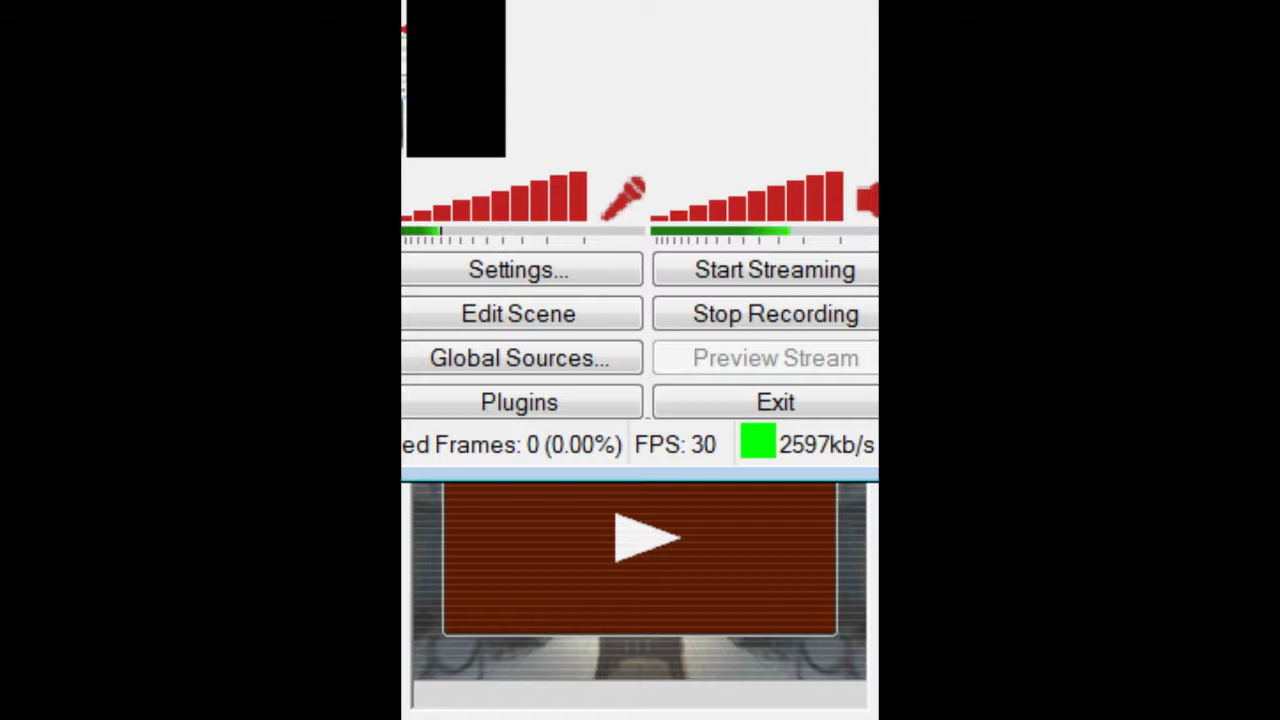 Settings... Start Streaming
Edit Scene Stop Recording
Global Sources... Preview Stream
Plugins Exit
ed Frames: 0 (0.00%) FPS: 30 2597kb/s